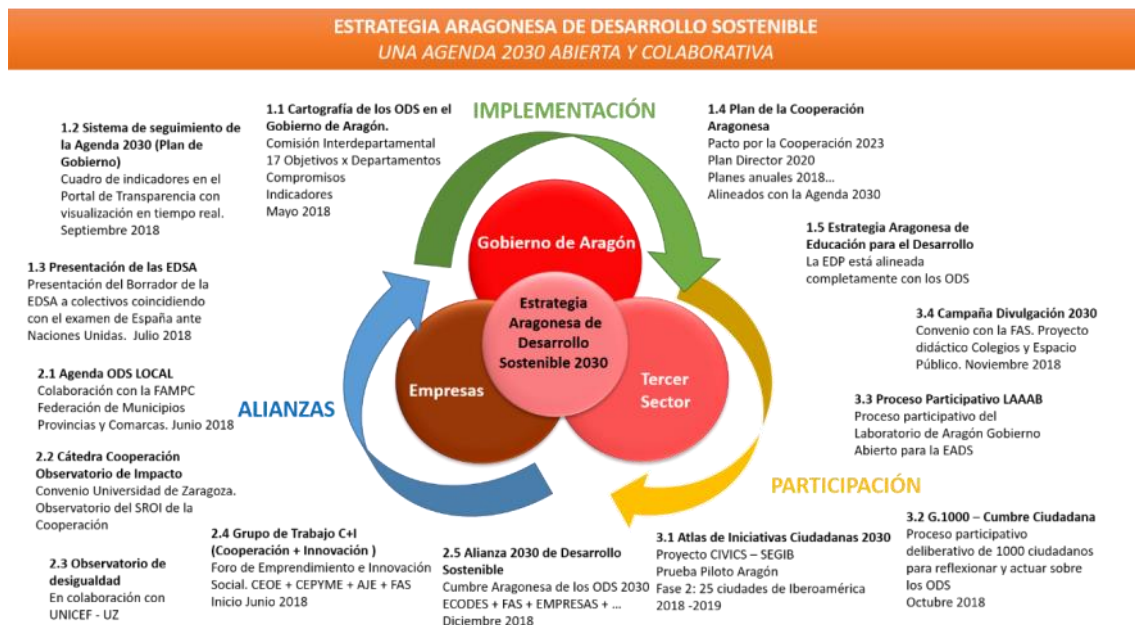 ESTRATEGIA ARAGONESA DE DESARROLLO SOSTENIBLE
UNA AGENDA 2030 ABIERTA Y COLABORATIVA
IMPLEMENTACIÓN
1.1 Cartografía de los ODS en el
Gobierno de Aragón.
Comisión Interdepartamental
17 Objetivos x Departamentos
Compromisos
Indicadores
Mayo 2018
1.2 Sistema de seguimiento de
la Agenda 2030 (Plan de
Gobierno)
Cuadro de indicadores en el
Portal de Transparencia con
visualización en tiempo real.
Septiembre 2018
1.3 Presentación de las EDSA
Presentación del Borrador de la
EDSA a colectivos coincidiendo
con el examen de España ante
Naciones Unidas.  Julio 2018
1.4 Plan de la Cooperación
Aragonesa
Pacto por la Cooperación 2023
Plan Director 2020
Planes anuales 2018...
Alineados con la Agenda 2030
1.5 Estrategia Aragonesa de
Educación para el Desarrollo
La EDP está alineada
completamente con los ODS
Gobierno de Aragón
Estrategia
Aragonesa de
Desarrollo
Sostenible 2030
Empresas
Tercer
Sector
ALIANZAS
2.1 Agenda ODS LOCAL
Colaboración con la FAMPC
Federación de Municipios
Provincias y Comarcas. Junio 2018
2.2 Cátedra Cooperación
Observatorio de Impacto
Convenio Universidad de Zaragoza.
Observatorio del SROI de la
Cooperación
2.3 Observatorio de
desigualdad
En colaboración con
UNICEF - UZ
2.4 Grupo de Trabajo C+I
(Cooperación + Innovación )
Foro de Emprendimiento e Innovación
Social. CEOE + CEPYME + AJE + FAS
Inicio Junio 2018
2.5 Alianza 2030 de Desarrollo
Sostenible
Cumbre Aragonesa de los ODS 2030
ECODES + FAS + EMPRESAS + ...
Diciembre 2018
PARTICIPACIÓN
3.1 Atlas de Iniciativas Ciudadanas 2030
Proyecto CIVICS – SEGIB
Prueba Piloto Aragón
Fase 2: 25 ciudades de Iberoamérica
2018 -2019
3.2 G.1000 – Cumbre Ciudadana
Proceso participativo
deliberativo de 1000 ciudadanos
para reflexionar y actuar sobre
los ODS
Octubre 2018
3.3 Proceso Participativo LAAAB
Proceso participativo del
Laboratorio de Aragón Gobierno
Abierto para la EADS
3.4 Campaña Divulgación 2030
Convenio con la FAS. Proyecto
didáctico Colegios y Espacio
Público. Noviembre 2018